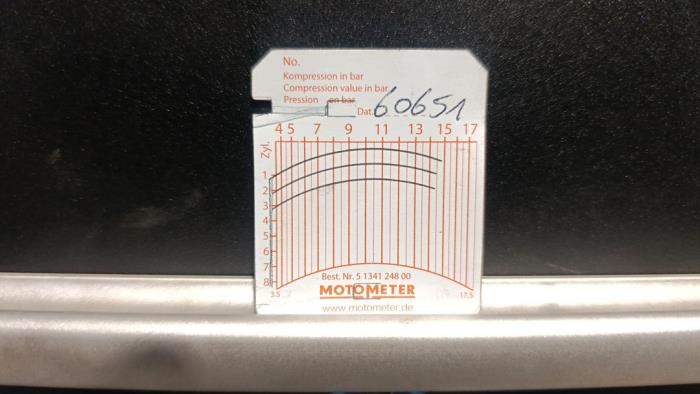 No.
Kompression in bar
Compression value in bar
Pression en bar
Dat. 60651
4 5 7 9 11 13 15 17
Zyl.
1
2
3
4
5
6
7
8
3.5 17,5
Best. Nr. 5 1341 248 00
MOTOMETER
www.motometer.de